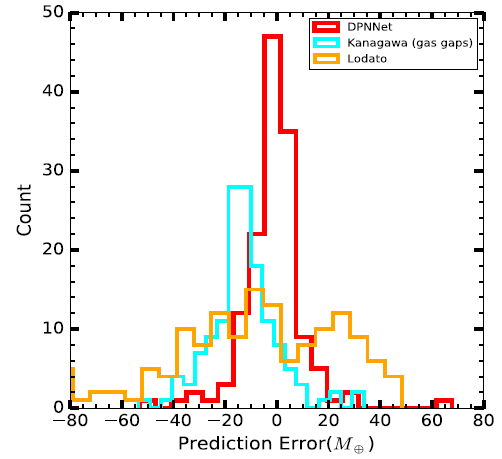 50
40
30
20
10
0
Count
DPNNet
Kanagawa (gas gaps)
Lodato
−80 −60 −40 −20 0 20 40 60 80
Prediction Error(M⊕)